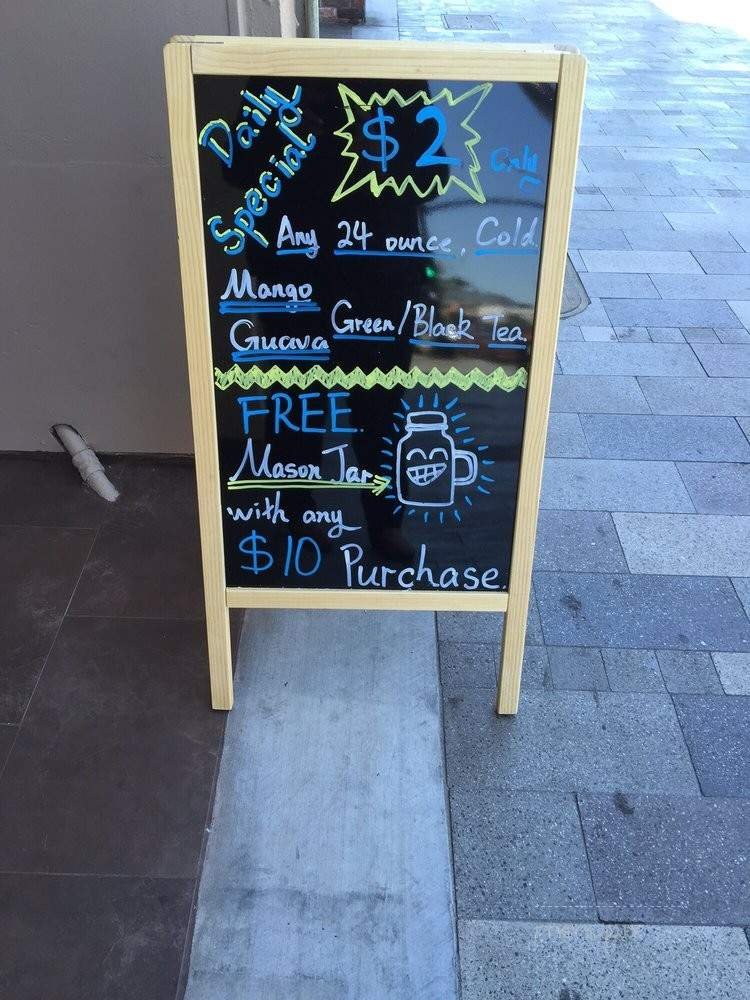 Daily
Special
$2 only
Any 24 ounce, Cold
Mango
Guava Green/Black Tea.
FREE.
Mason Jar
with any
$10 Purchase.